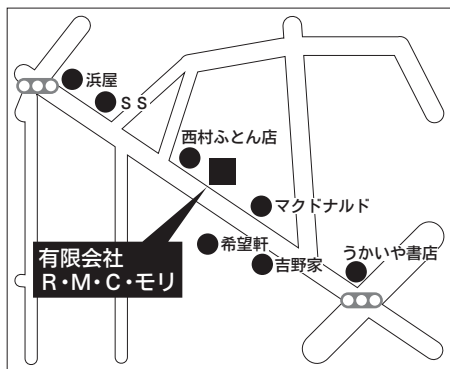 浜屋
ＳＳ
西村ふとん店
マクドナルド
有限会社
Ｒ・Ｍ・Ｃ・モリ
希望軒
吉野家
うかいや書店